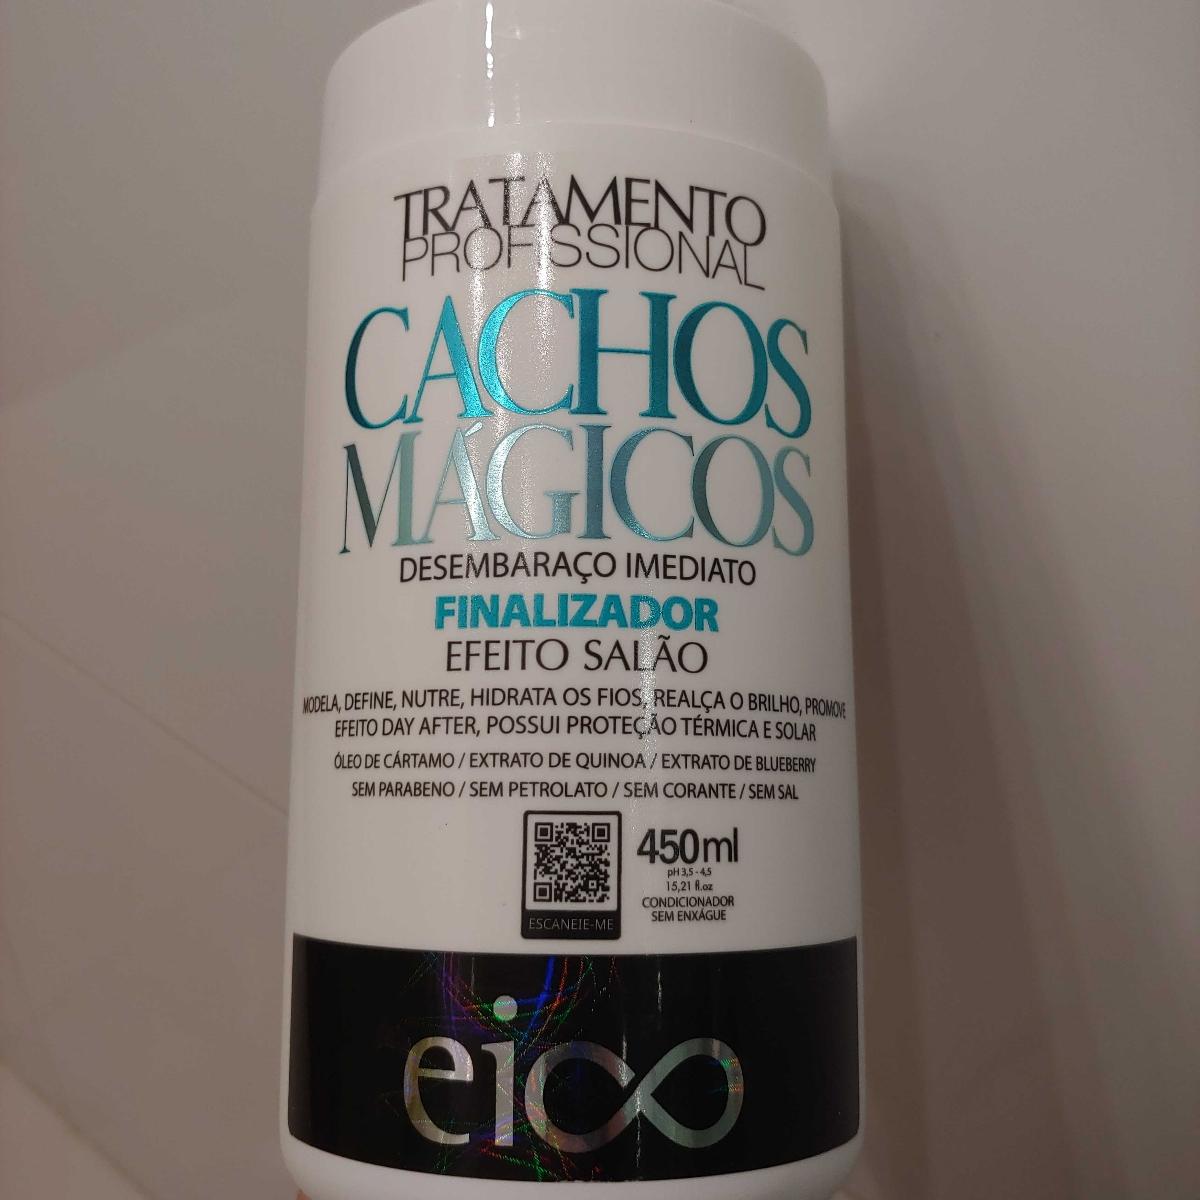 TRATAMENTO
PROFISSIONAL
CACHOS
MÁGICOS
DESEMBARAÇO IMEDIATO
FINALIZADOR
EFEITO SALÃO
MODELA, DEFINE, NUTRE, HIDRATA OS FIOS, REALÇA O BRILHO, PROMOVE
EFEITO DAY AFTER, POSSUI PROTEÇÃO TÉRMICA E SOLAR
ÓLEO DE CÁRTAMO / EXTRATO DE QUINOA / EXTRATO DE BLUEBERRY
SEM PARABENO / SEM PETROLATO / SEM CORANTE / SEM SAL
450ml
pH 3,5 - 4,5
15,21 fl.oz
CONDICIONADOR
SEM ENXÁGUE
ESCANEIE-ME
eico